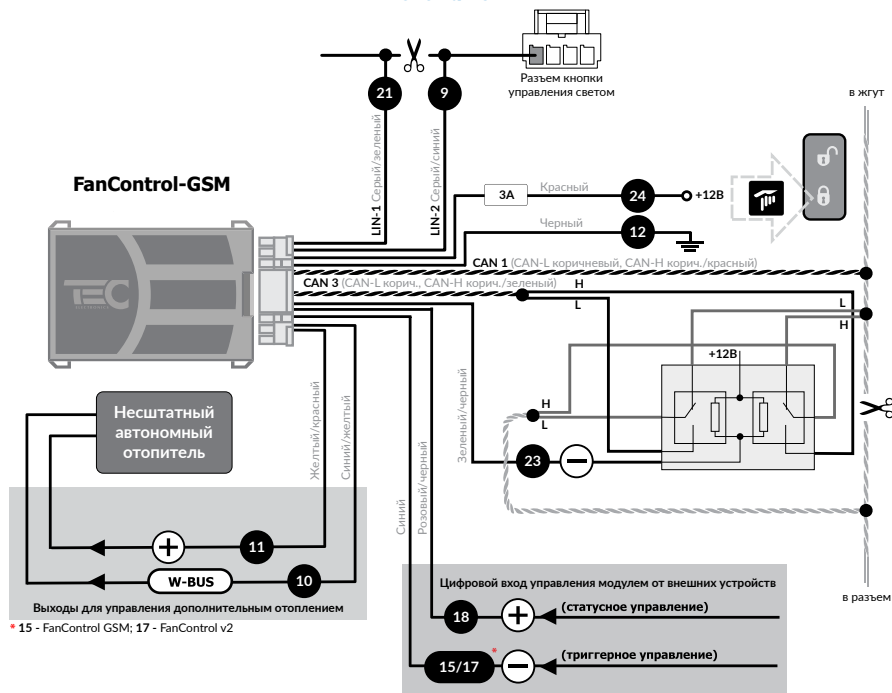 Разъем кнопки
управления светом
21
9
в жгут
LIN-1 Серый/зеленый
LIN-2 Серый/синий
FanControl-GSM
3А
Красный
24
+12В
Черный
12
CAN 1 (CAN-L коричневый, CAN-H корич./красный)
CAN 3 (CAN-L корич., CAN-H корич./зеленый)
H
L
L
H
TEC
ELECTRONICS
+12В
Несштатный
автономный
отопитель
Желтый/красный
Синий/желтый
Зеленый/черный
H
L
23
Синий
Розовый/черный
11
W-BUS
10
Выходы для управления дополнительным отоплением
* 15 - FanControl GSM; 17 - FanControl v2
Цифровой вход управления модулем от внешних устройств
18
(статусное управление)
15/17
*
(триггерное управление)
в разъем